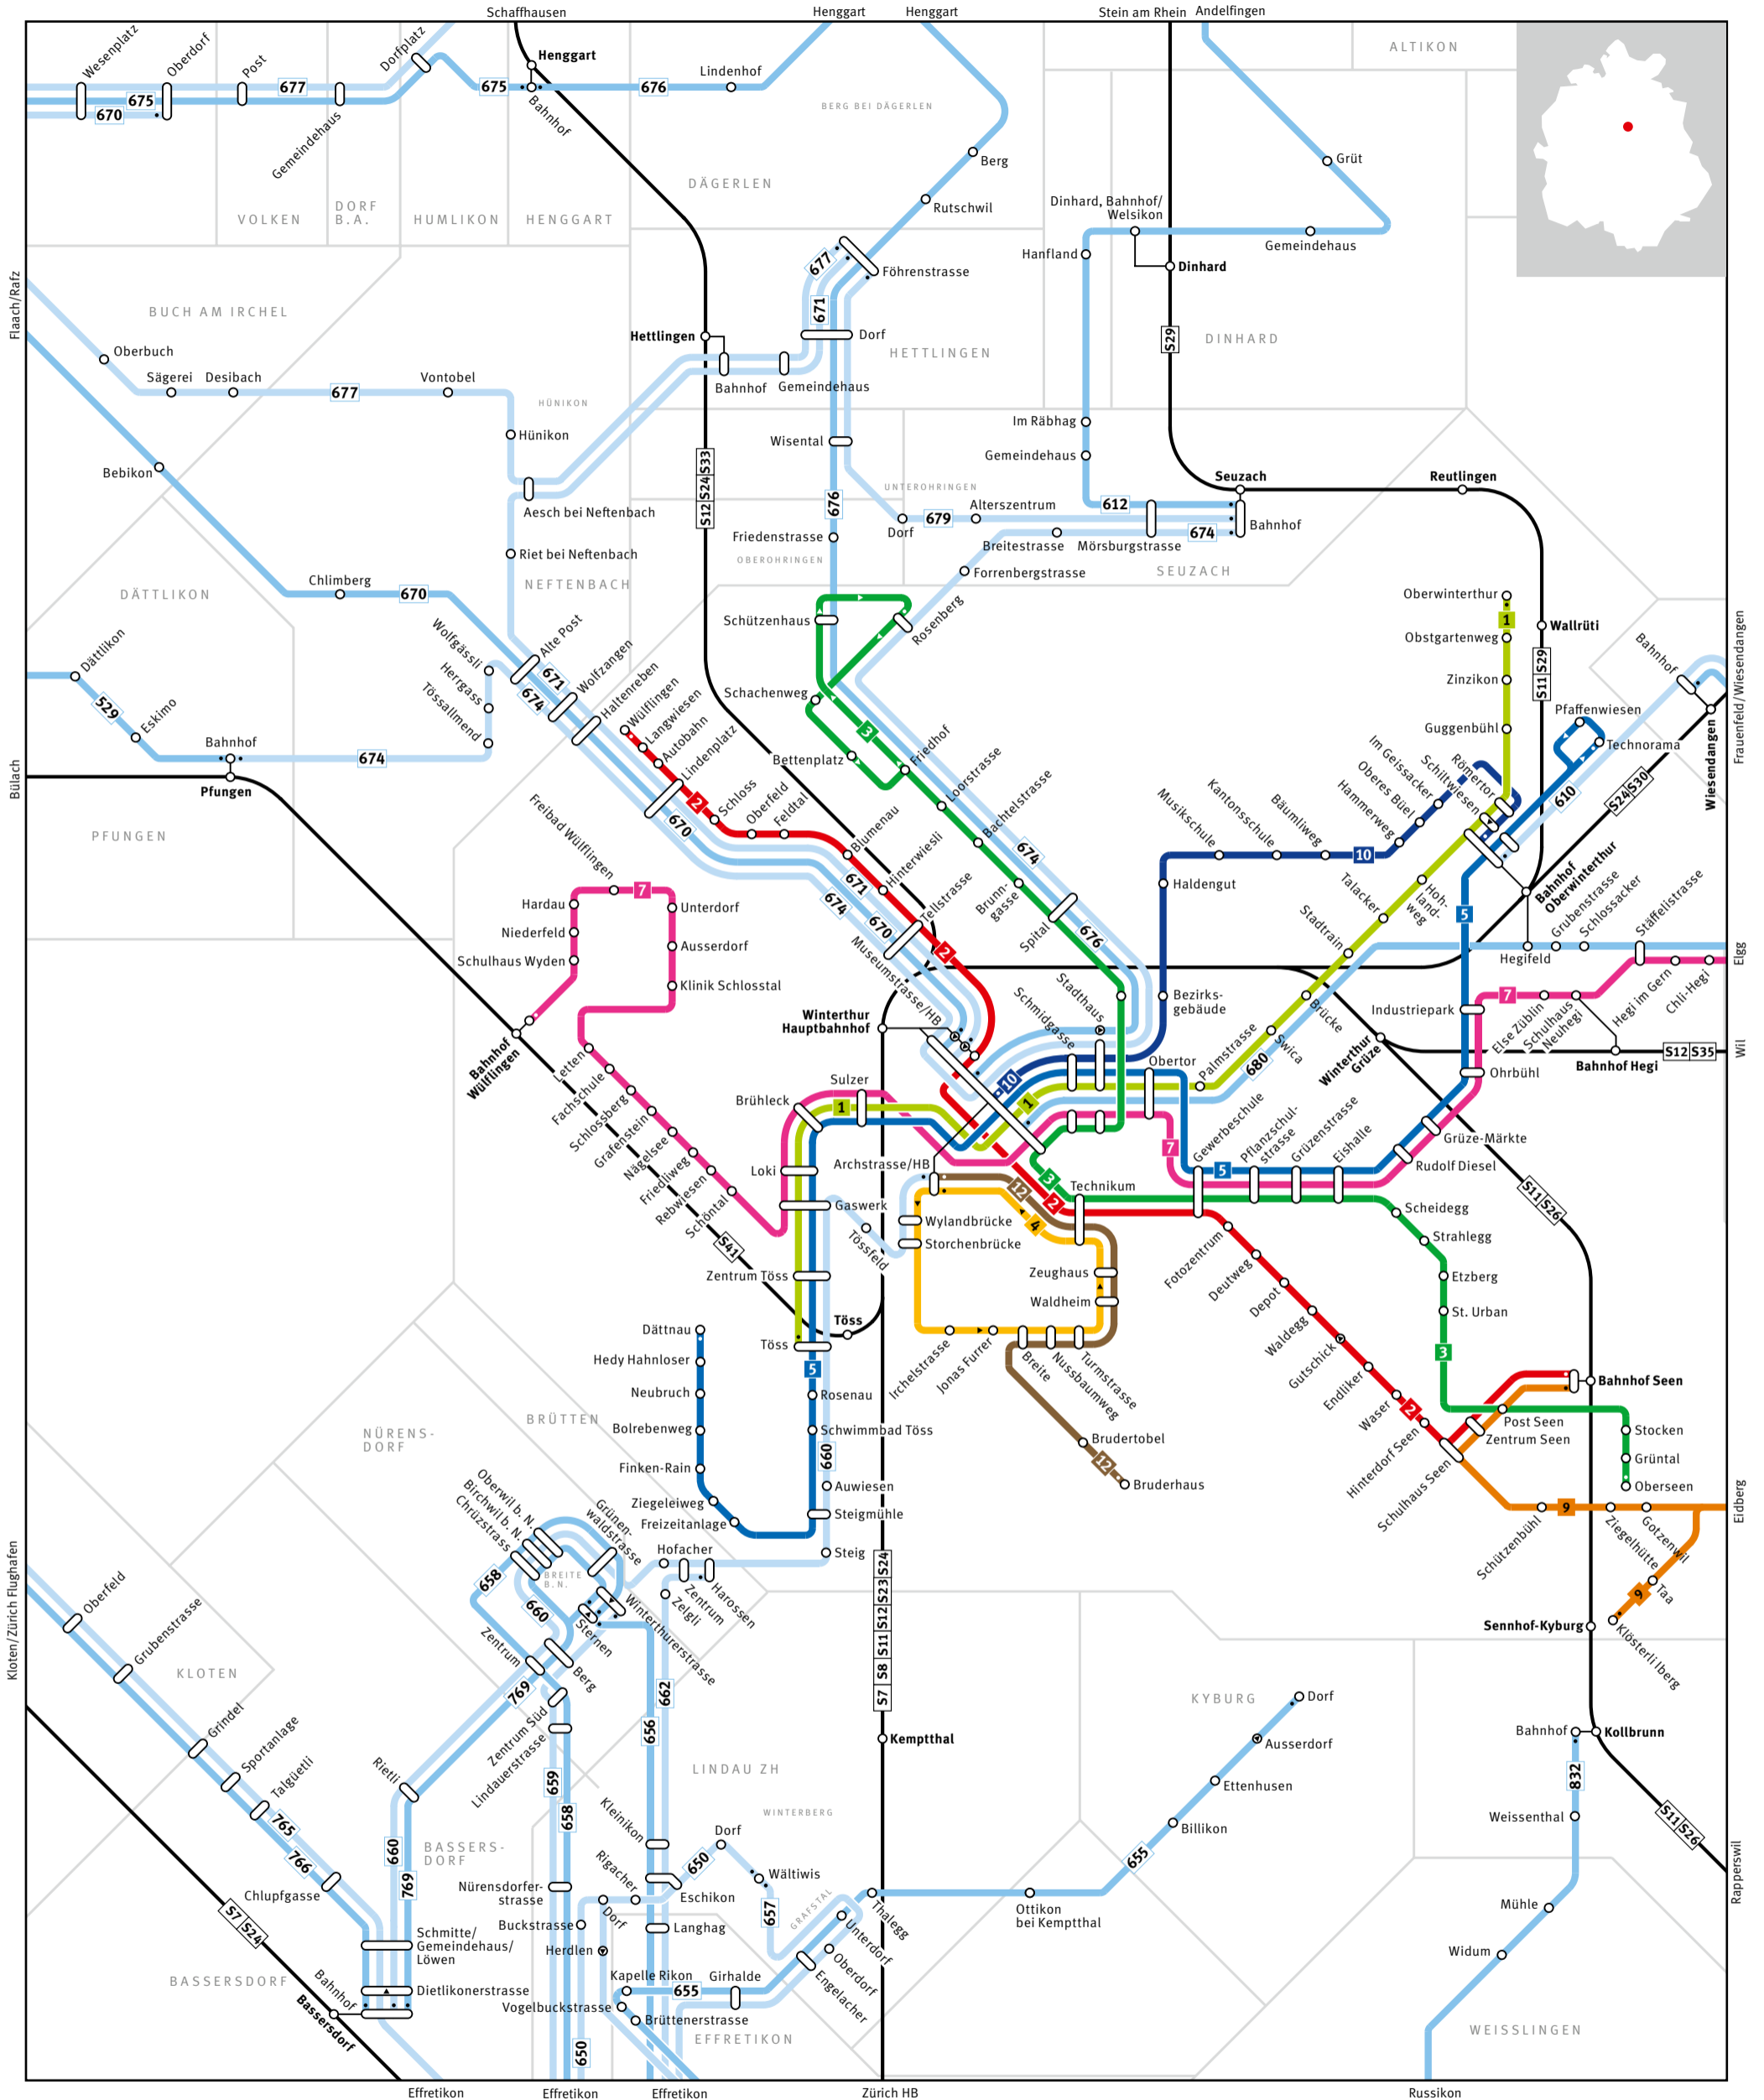 Schaffhausen
Henggart
Henggart
Stein am Rhein
Andelfingen
Wesenplatz
Oberdorf
Post
677
Dorfplatz
675
670
Gemeindehaus
Henggart
675
Bahnhof
676
Lindenhof
BERG BEI DÄGERLEN
ALTIKON
Berg
Grüt
DÄGERLEN
VOLKEN
DORF
B.A.
HUMLIKON
HENGGART
Rutschwil
Dinhard, Bahnhof/
Welsikon
Gemeindehaus
Hanfland
Dinhard
677
Föhrenstrasse
671
Flaach/Rafz
BUCH AM IRCHEL
Hettlingen
Dorf
HETTLINGEN
S29
DINHARD
Oberbuch
Sägerei
Desibach
677
Vontobel
Bahnhof
Gemeindehaus
HÜNIKON
Hünikon
Im Räbhag
Wisental
Gemeindehaus
Bebikon
S12 S24 S33
Seuzach
Reutlingen
UNTEROHRINGEN
Aesch bei Neftenbach
676
Alterszentrum
612
679
Dorf
Bahnhof
Friedenstrasse
Breitestrasse
Mörsburgstrasse
674
Riet bei Neftenbach
OBEROHRINGEN
Forrenbergstrasse
SEUZACH
NEFTENBACH
DÄTTLIKON
Chlimberg
670
Oberwinterthur
1
Schützenhaus
Rosenberg
Obstgartenweg
Wallrüti
Wolfgässli
Alte Post
Wolfzangen
Haltenreben
Herrgass
Tössallmend
671
674
Dättlikon
529
Eskimo
Bahnhof
674
Pfungen
Bülach
PFUNGEN
Zinzikon
S11 S29
Bahnhof
Frauenfeld/Wiesendangen
Wiesendangen
Schachenweg
3
Bettenplatz
Friedhof
Guggenbühl
Pfaffenwiesen
Technorama
Wülflingen
Langwiesen
Autobahn
Lindenplatz
2
Schloss
Oberfeld
Feldtal
670
Blumenau
Hinterwiesli
Tellstrasse
Loorstrasse
Bachtelstrasse
674
Im Geissacker
Schiltwiesen
Römertor
Oberes Büel
Hammerweg
610
S24 S30
Musikschule
Kantonsschule
Bäumliweg
10
Freibad Wülflingen
7
Hardau
Unterdorf
Niederfeld
Ausserdorf
Schulhaus Wyden
Klinik Schlosstal
671
674
670
2
Museumstrasse/HB
Brunn-
gasse
Spital
676
Haldengut
Talacker
Hoh-
land-
weg
5
Bahnhof
Oberwinterthur
Grubenstrasse
Schlossacker
Stäffelistrasse
Hegifeld
Elgg
Stadtrain
Brücke
Swica
Palmstrasse
680
Stadthaus
Schmidgasse
Bezirks-
gebäude
Industriepark
7
Else Züblin
Schulhaus
Neuhegi
Hegi im Gern
Chli-Hegi
Winterthur
Hauptbahnhof
Bahnhof
Wülflingen
Letten
Fachschule
Schlossberg
Grafenstein
Nägelsee
Friedliweg
Rebwiesen
Schöntal
S41
Winterthur
Grüze
Bahnhof Hegi
S12 S35
Wil
Obertor
Ohrbühl
Brühleck
Sulzer
1
10
1
Archstrasse/HB
Loki
Gaswerk
Tössfeld
Wylandbrücke
Storchenbrücke
3
2
12
4
Technikum
7
Gewerbeschule
5
Pflanzschul-
strasse
Grüzenstrasse
Eishalle
Grüze-Märkte
Rudolf Diesel
S11 S26
Scheidegg
Strahlegg
Etzberg
St. Urban
3
Zentrum Töss
Töss
Töss
5
Zeughaus
Waldheim
Irchelstrasse
Jonas Furrer
Breite
Nussbaumweg
Turmstrasse
Fotozentrum
Deutweg
Depot
Waldegg
Gutschick
Endliker
Waser
2
Hinterdorf Seen
Schulhaus Seen
Bahnhof Seen
Post Seen
Zentrum Seen
Stocken
Grüntal
Oberseen
Dättnau
Hedy Hahnloser
Neubruch
Bolrebenweg
Finken-Rain
Ziegeleiweg
Freizeitanlage
Rosenau
Schwimmbad Töss
660
Auwiesen
Steigmühle
Steig
Brudertobel
12
Bruderhaus
9
Schützenbühl
Ziegelhütte
Gotzenwil
Eidberg
Taa
9
Klösterli Iberg
Sennhof-Kyburg
NÜRENS-
DORF
BRÜTTEN
Oberwil b. N.
Birchwil b. N.
Chrüzstrass
Grünen-
waldstrasse
BREITE
B.N.
658
660
Hofacher
Zentrum
Harossen
Zelgli
S7 S8 S11 S12 S23 S24
Sternen
Winterthurerstrasse
Zentrum
Berg
769
Kloten/Zürich Flughafen
Oberfeld
Grubenstrasse
KLOTEN
Grindel
Sportanlage
Talgüetli
765
766
Zentrum Süd
Lindauerstrasse
656
662
659
658
Rietli
KYBURG
Dorf
Ausserdorf
Ettenhusen
Billikon
655
Bahnhof
Kollbrunn
832
Weissenthal
S11 S26
Rapperswil
Mühle
Widum
Kemptthal
LINDAU ZH
WINTERBERG
660
769
BASSERS-
DORF
Kleinikon
Rigacher
650
Dorf
Wältiwis
657
Eschikon
GRAFSTAL
Thalegg
Ottikon
bei Kemptthal
Chlupfgasse
S7 S24
Nürensdorfer-
strasse
Buckstrasse
Dorf
Herdlen
Langhag
Unterdorf
Oberdorf
Engelacher
Schmitte/
Gemeindehaus/
Löwen
BASSERSDORF
Bahnhof
Bassersdorf
Dietlikonerstrasse
Kapelle Rikon
655
Girhalde
Vogelbuckstrasse
Brüttenerstrasse
650
EFFRETIKON
WEISSLINGEN
Effretikon
Effretikon
Effretikon
Zürich HB
Russikon